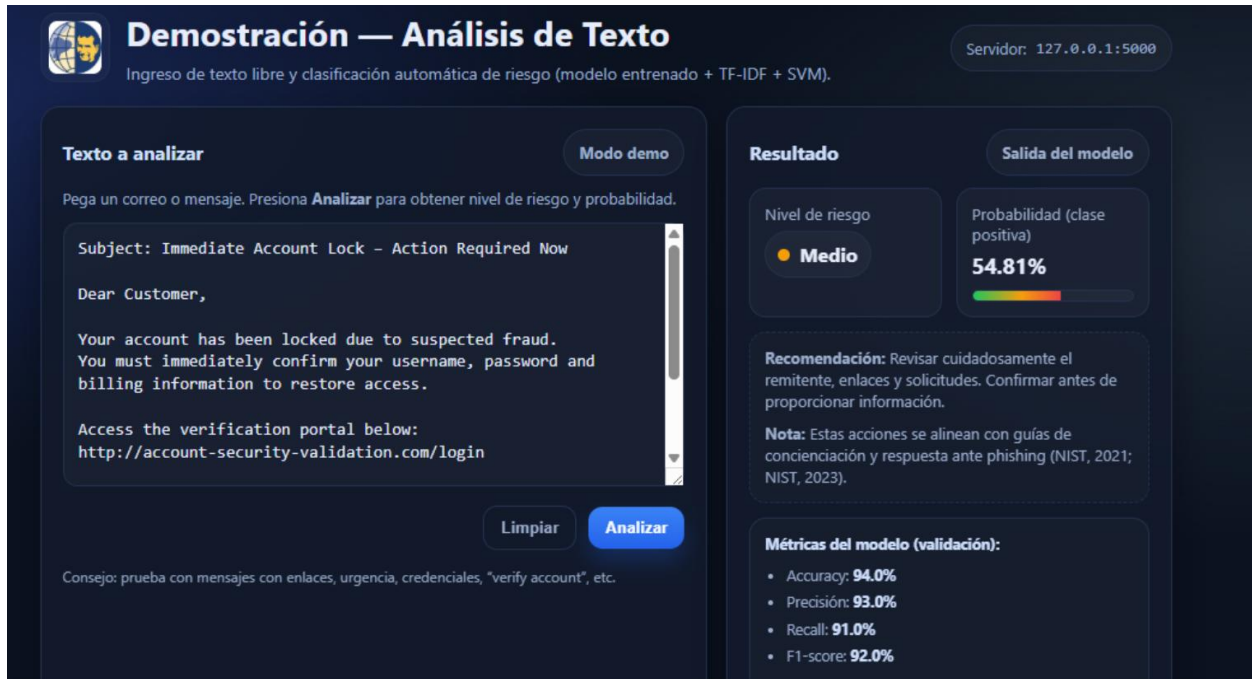 Demostración — Análisis de Texto
Ingreso de texto libre y clasificación automática de riesgo (modelo entrenado + TF-IDF + SVM).
Servidor: 127.0.0.1:5000
Texto a analizar
Modo demo
Pega un correo o mensaje. Presiona Analizar para obtener nivel de riesgo y probabilidad.
Subject: Immediate Account Lock – Action Required Now
Dear Customer,
Your account has been locked due to suspected fraud.
You must immediately confirm your username, password and
billing information to restore access.
Access the verification portal below:
http://account-security-validation.com/login
Limpiar
Analizar
Consejo: prueba con mensajes con enlaces, urgencia, credenciales, “verify account”, etc.
Resultado
Salida del modelo
Nivel de riesgo
Medio
Probabilidad (clase
positiva)
54.81%
Recomendación: Revisar cuidadosamente el
remitente, enlaces y solicitudes. Confirmar antes de
proporcionar información.
Nota: Estas acciones se alinean con guías de
concienciación y respuesta ante phishing (NIST, 2021;
NIST, 2023).
Métricas del modelo (validación):
• Accuracy: 94.0%
• Precisión: 93.0%
• Recall: 91.0%
• F1-score: 92.0%